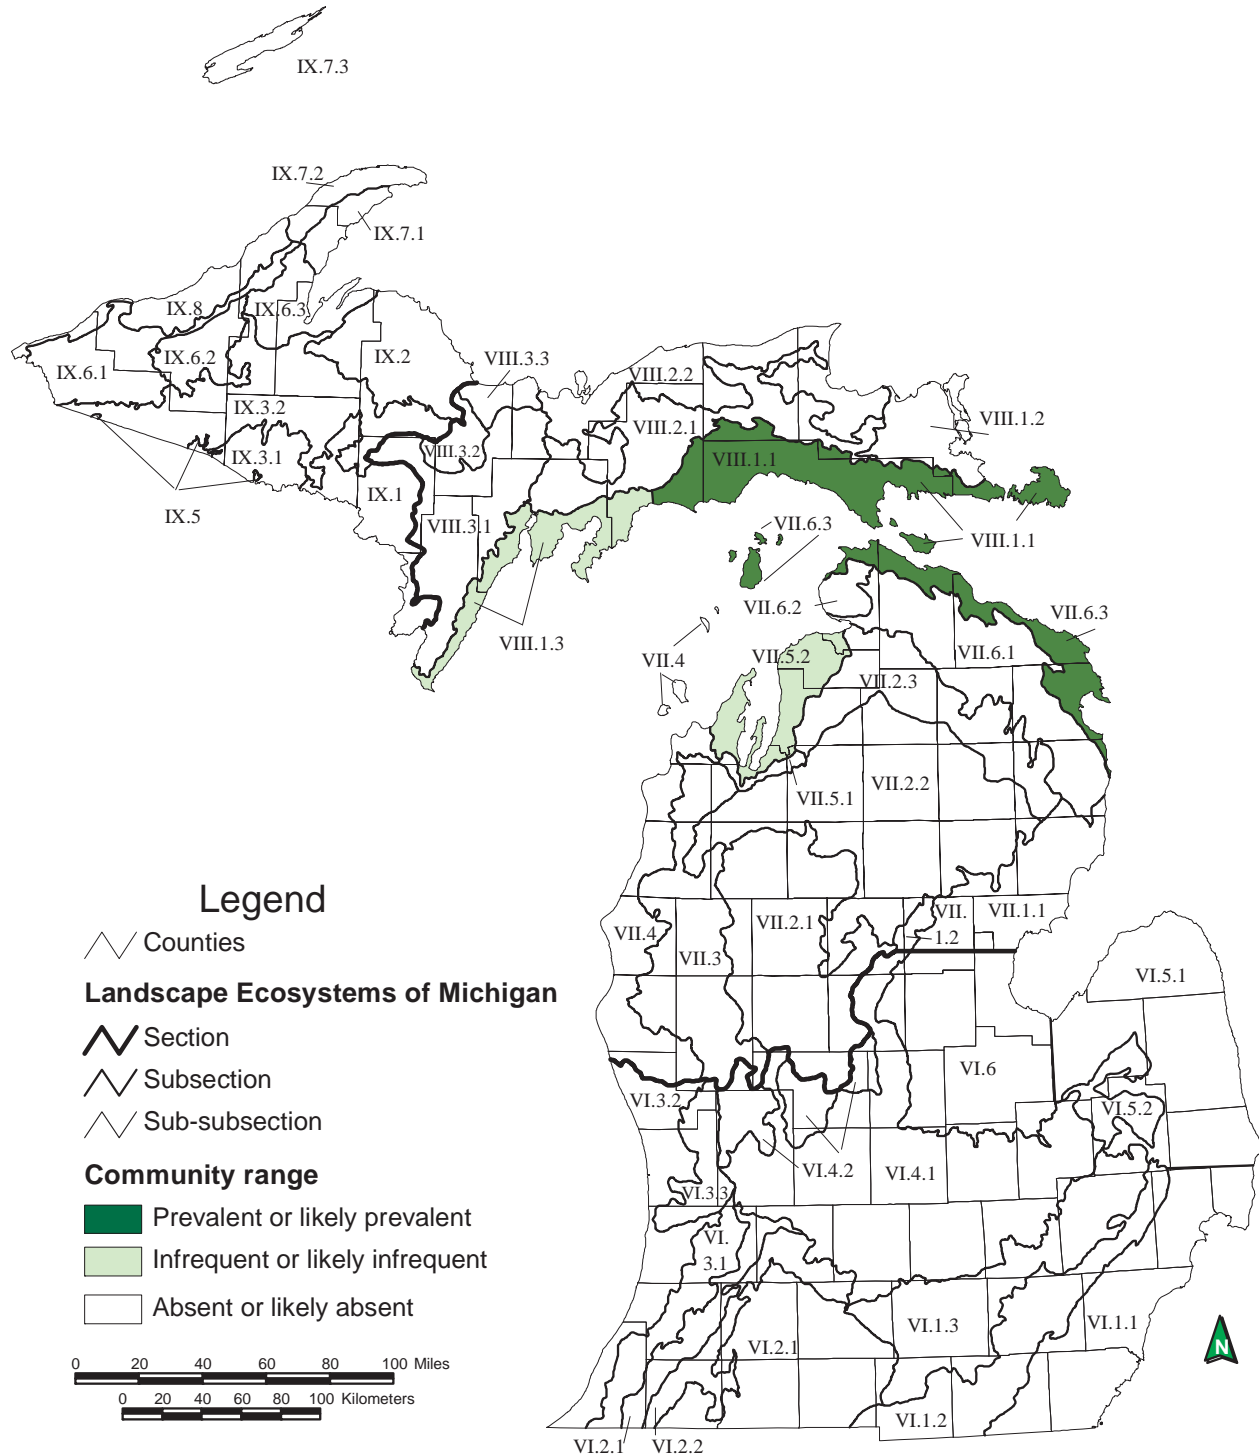 IX.7.3
IX.7.2
IX.7.1
IX.8
IX.6.3
IX.6.2
IX.6.1
IX.2
VIII.3.3
VIII.2.2
VIII.1.2
IX.3.2
VIII.2.1
IX.3.1
VIII.3.2
VIII.1.1
IX.5
IX.1
VIII.3.1
VII.6.3
VIII.1.1
VII.6.2
VII.6.3
VIII.1.3
VII.4
VII.5.2
VII.6.1
VII.2.3
VII.5.1
VII.2.2
Legend
Counties
Landscape Ecosystems of Michigan
Section
Subsection
Sub-subsection
Community range
Prevalent or likely prevalent
Infrequent or likely infrequent
Absent or likely absent
0 20 40 60 80 100 Miles
0 20 40 60 80 100 Kilometers
VII.4
VII.3
VII.2.1
VII.
1.2
VII.1.1
VI.5.1
VI.6
VI.3.2
VI.5.2
VI.4.2
VI.4.1
VI.3.3
VI.
3.1
VI.1.3
VI.1.1
VI.2.1
VI.1.2
VI.2.1
VI.2.2
N